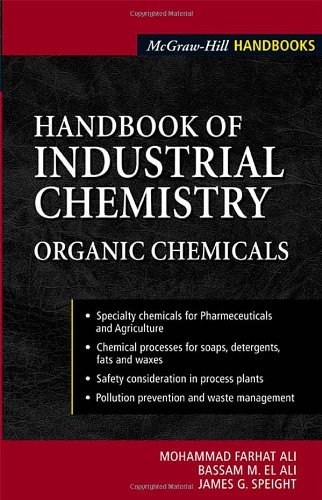 McGraw-Hill HANDBOOKS
HANDBOOK OF
INDUSTRIAL
CHEMISTRY
ORGANIC CHEMICALS
• Specialty chemicals for Pharmeceuticals
and Agriculture
• Chemical processes for soaps, detergents,
fats and waxes
• Safety consideration in process plants
• Pollution prevention and waste management
MOHAMMAD FARHAT ALI
BASSAM M. EL ALI
JAMES G. SPEIGHT